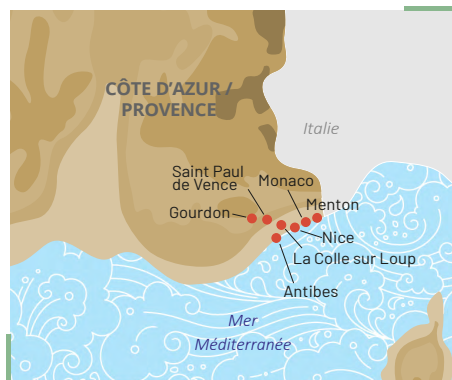 CÔTE D'AZUR /
PROVENCE
Italie
Saint Paul
de Vence
Monaco
Menton
Gourdon
Nice
La Colle sur Loup
Antibes
Mer
Méditerranée